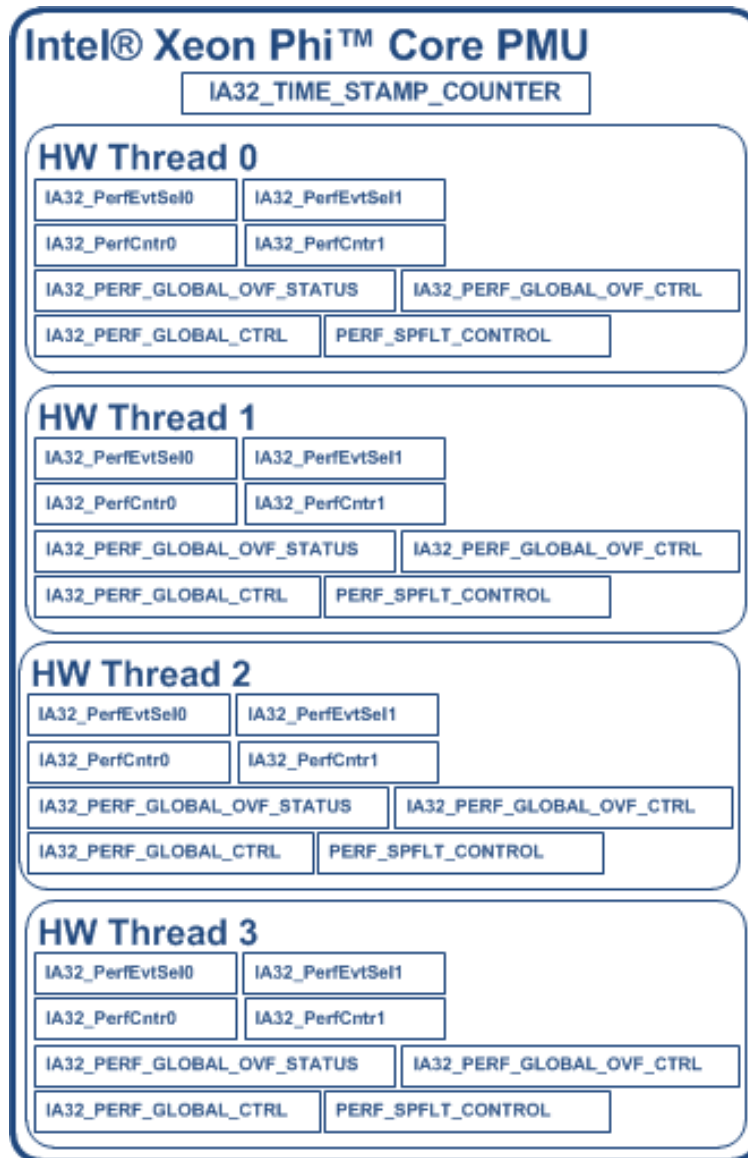 Intel® Xeon Phi™ Core PMU
IA32_TIME_STAMP_COUNTER
HW Thread 0
IA32_PerfEvtSel0 IA32_PerfEvtSel1
IA32_PerfCntr0 IA32_PerfCntr1
IA32_PERF_GLOBAL_OVF_STATUS IA32_PERF_GLOBAL_OVF_CTRL
IA32_PERF_GLOBAL_CTRL PERF_SPFLT_CONTROL
HW Thread 1
IA32_PerfEvtSel0 IA32_PerfEvtSel1
IA32_PerfCntr0 IA32_PerfCntr1
IA32_PERF_GLOBAL_OVF_STATUS IA32_PERF_GLOBAL_OVF_CTRL
IA32_PERF_GLOBAL_CTRL PERF_SPFLT_CONTROL
HW Thread 2
IA32_PerfEvtSel0 IA32_PerfEvtSel1
IA32_PerfCntr0 IA32_PerfCntr1
IA32_PERF_GLOBAL_OVF_STATUS IA32_PERF_GLOBAL_OVF_CTRL
IA32_PERF_GLOBAL_CTRL PERF_SPFLT_CONTROL
HW Thread 3
IA32_PerfEvtSel0 IA32_PerfEvtSel1
IA32_PerfCntr0 IA32_PerfCntr1
IA32_PERF_GLOBAL_OVF_STATUS IA32_PERF_GLOBAL_OVF_CTRL
IA32_PERF_GLOBAL_CTRL PERF_SPFLT_CONTROL